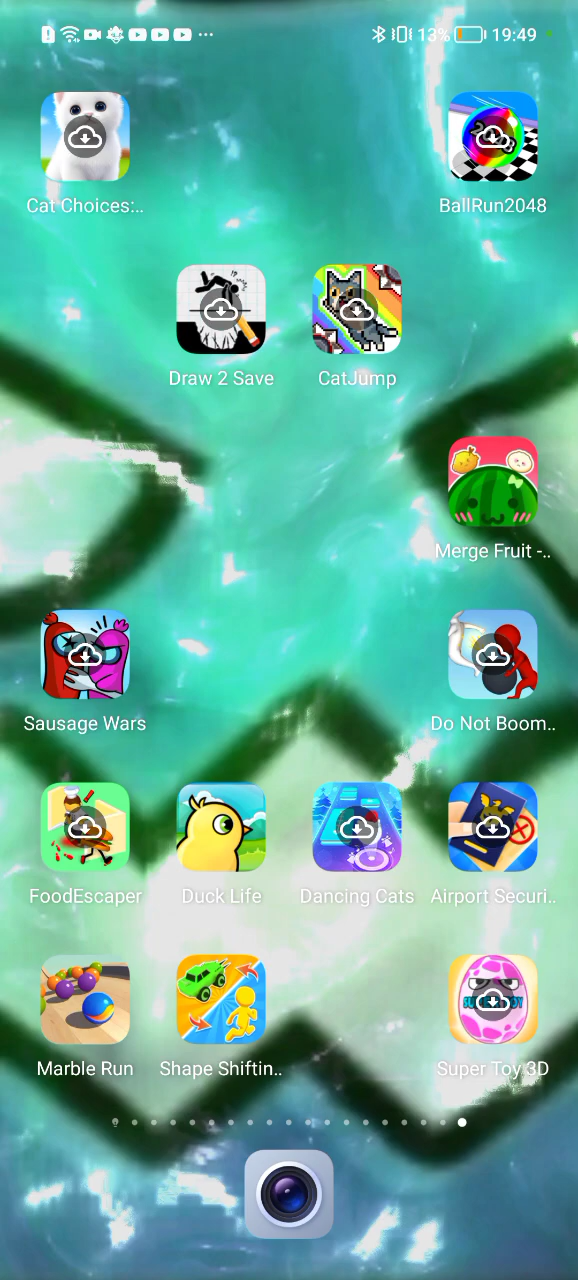 13% 19:49
Cat Choices:..
BallRun2048
Draw 2 Save
CatJump
Merge Fruit -..
Sausage Wars
Do Not Boom..
FoodEscaper
Duck Life
Dancing Cats
Airport Securi..
Marble Run
Shape Shiftin..
Super Toy 3D